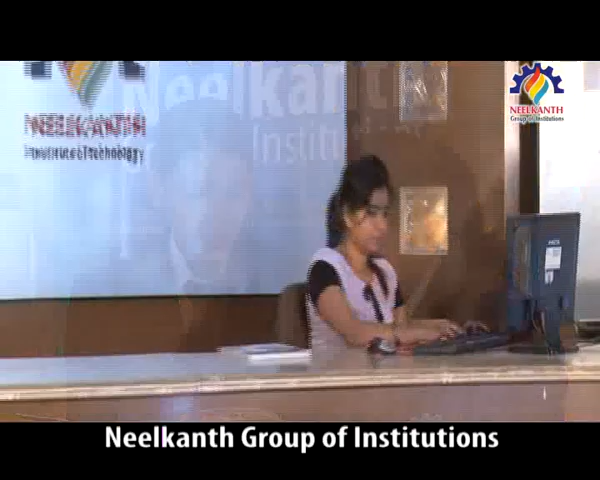 Neelkanth
Instit
NEELKANTH
Institute of Technology
NEELKANTH
Group of Institutions
Neelkanth Group of Institutions